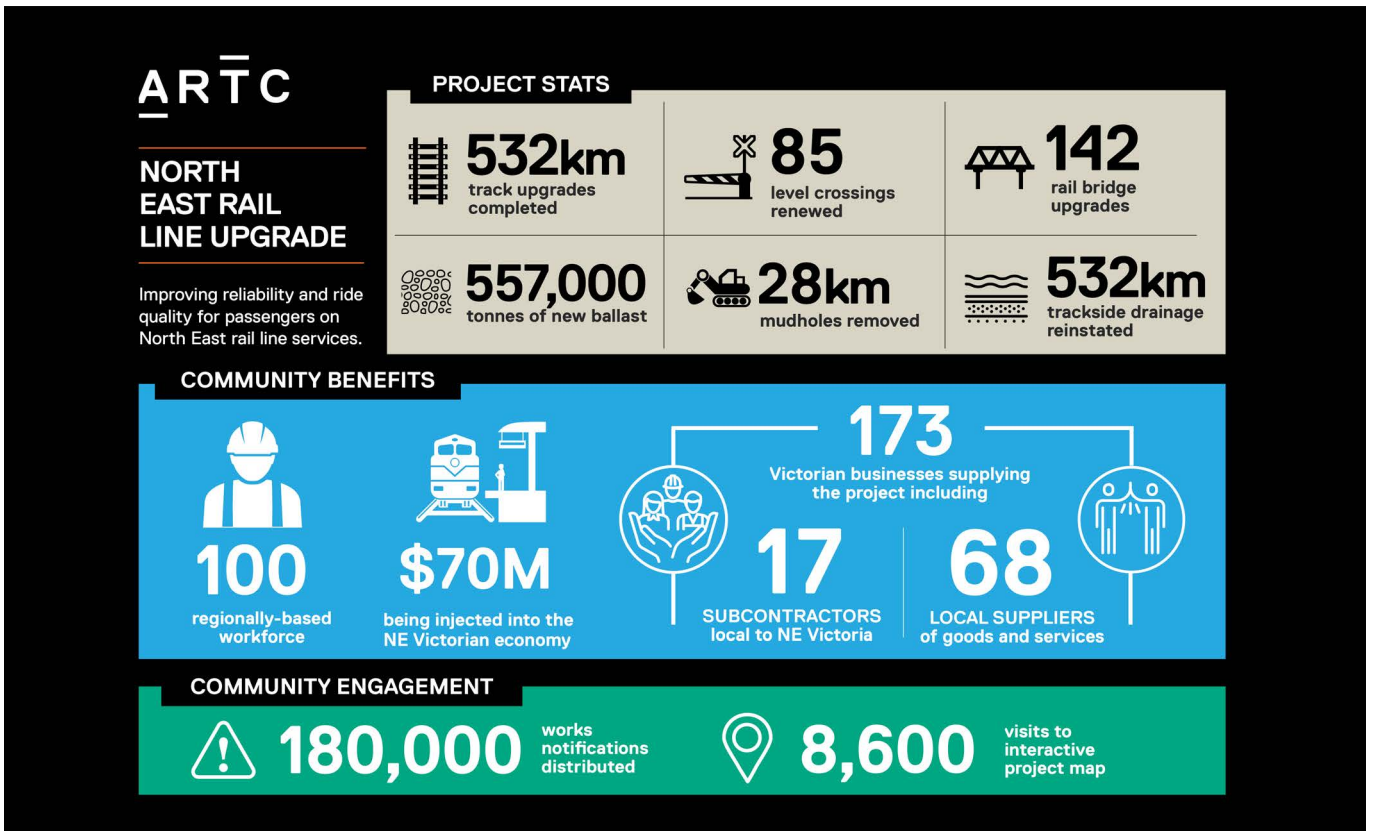 ARTC
NORTH
EAST RAIL
LINE UPGRADE
Improving reliability and ride
quality for passengers on
North East rail line services.
PROJECT STATS
532km
track upgrades
completed
85
level crossings
renewed
142
rail bridge
upgrades
557,000
tonnes of new ballast
28km
mudholes removed
532km
trackside drainage
reinstated
COMMUNITY BENEFITS
100
regionally-based
workforce
$70M
being injected into the
NE Victorian economy
173
Victorian businesses supplying
the project including
17
SUBCONTRACTORS
local to NE Victoria
68
LOCAL SUPPLIERS
of goods and services
COMMUNITY ENGAGEMENT
180,000
works
notifications
distributed
8,600
visits to
interactive
project map